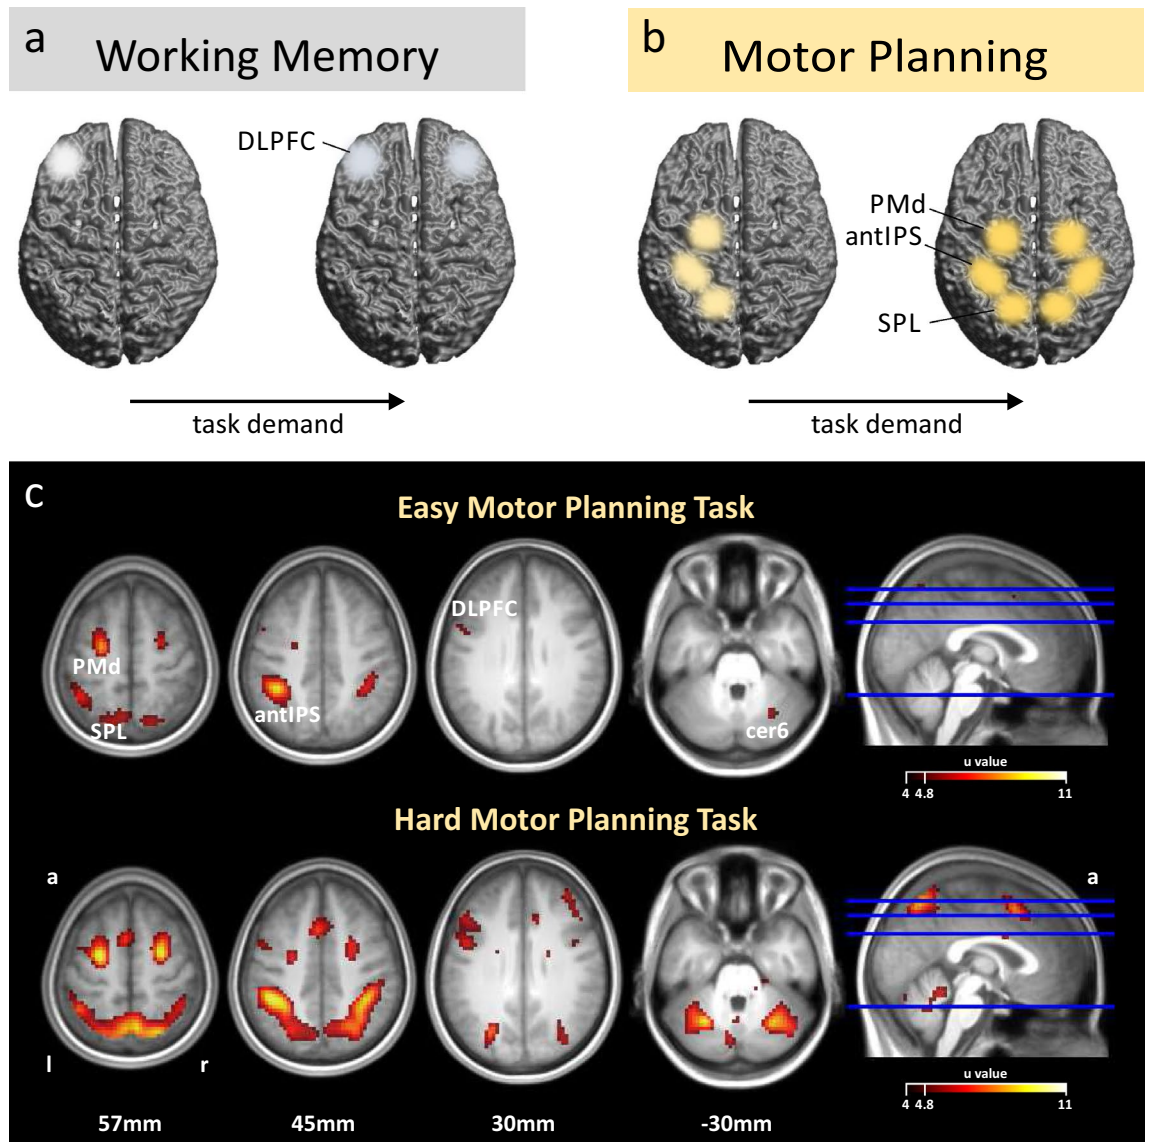 a
Working Memory
b
Motor Planning
DLPFC
PMd
antIPS
SPL
task demand
task demand
c
Easy Motor Planning Task
DLPFC
PMd
antIPS
SPL
cer6
u value
4 4.8 11
Hard Motor Planning Task
a
a
l r
u value
4 4.8 11
57mm
45mm
30mm
-30mm